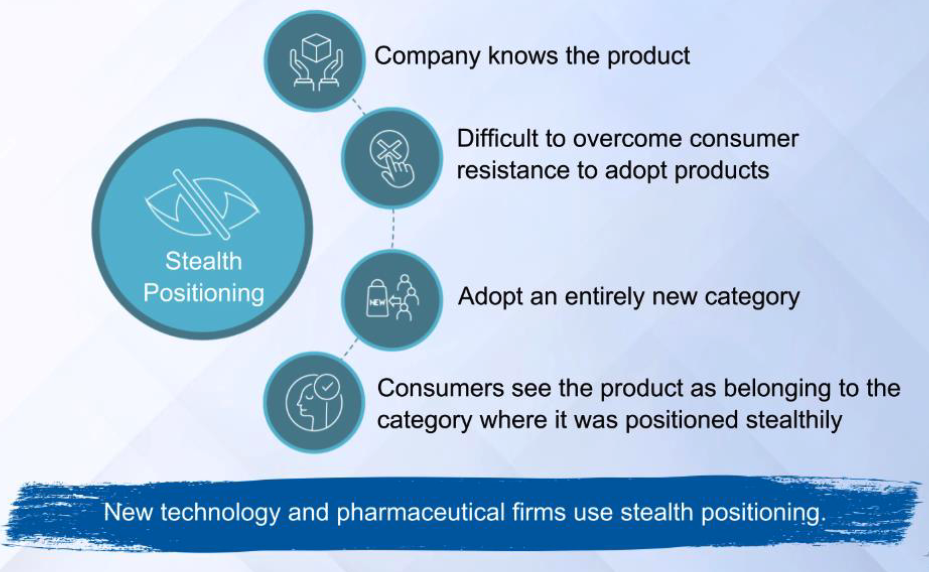 Company knows the product
Difficult to overcome consumer
resistance to adopt products
Stealth
Positioning
NEW
Adopt an entirely new category
Consumers see the product as belonging to the
category where it was positioned stealthily
New technology and pharmaceutical firms use stealth positioning.